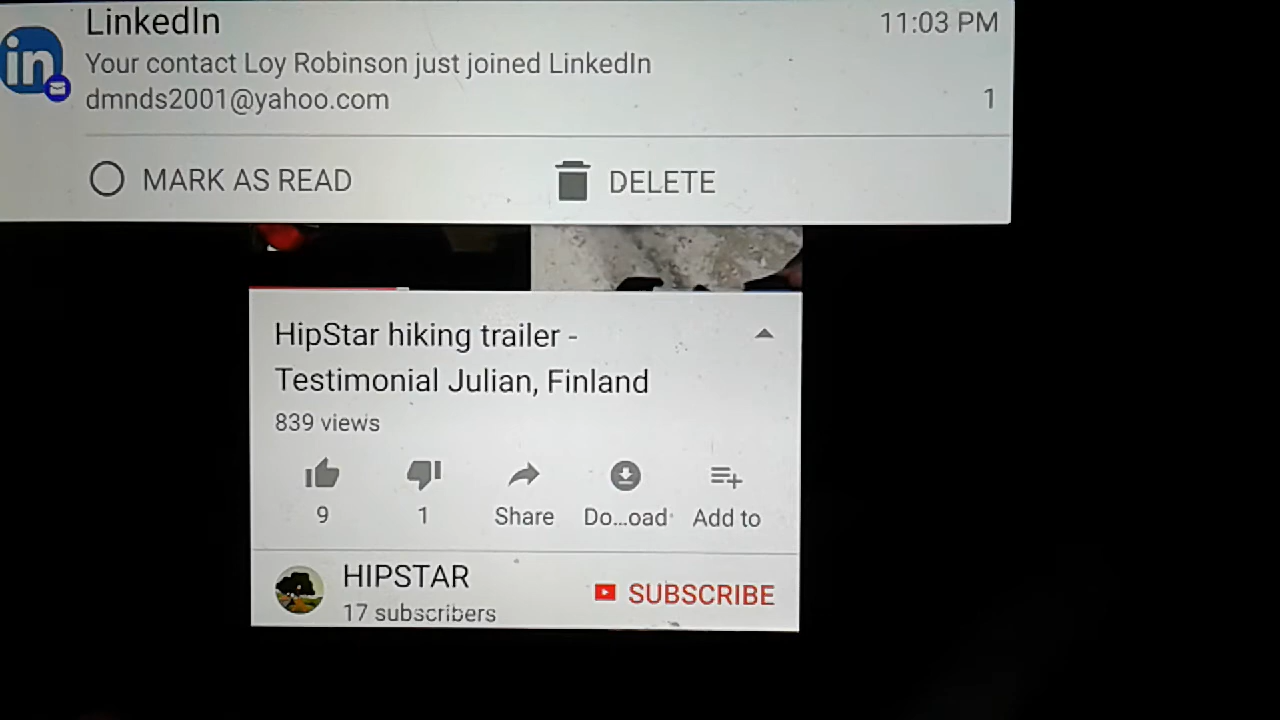 in
LinkedIn
11:03 PM
Your contact Loy Robinson just joined LinkedIn
dmnds2001@yahoo.com
1
MARK AS READ
DELETE
HipStar hiking trailer -
Testimonial Julian, Finland
839 views
9
1
Share
Do...oad
Add to
HIPSTAR
17 subscribers
SUBSCRIBE